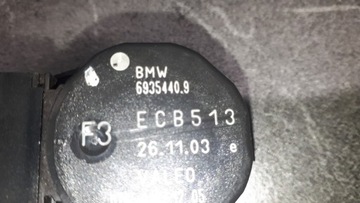 BMW
6935440.9
F3
ECB513
26.11.03 e
VALEO